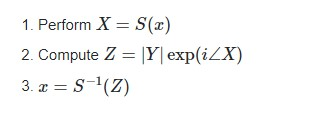 1. Perform X = S(x)
2. Compute Z = |Y| exp(i∠X)
3. x = S⁻¹(Z)